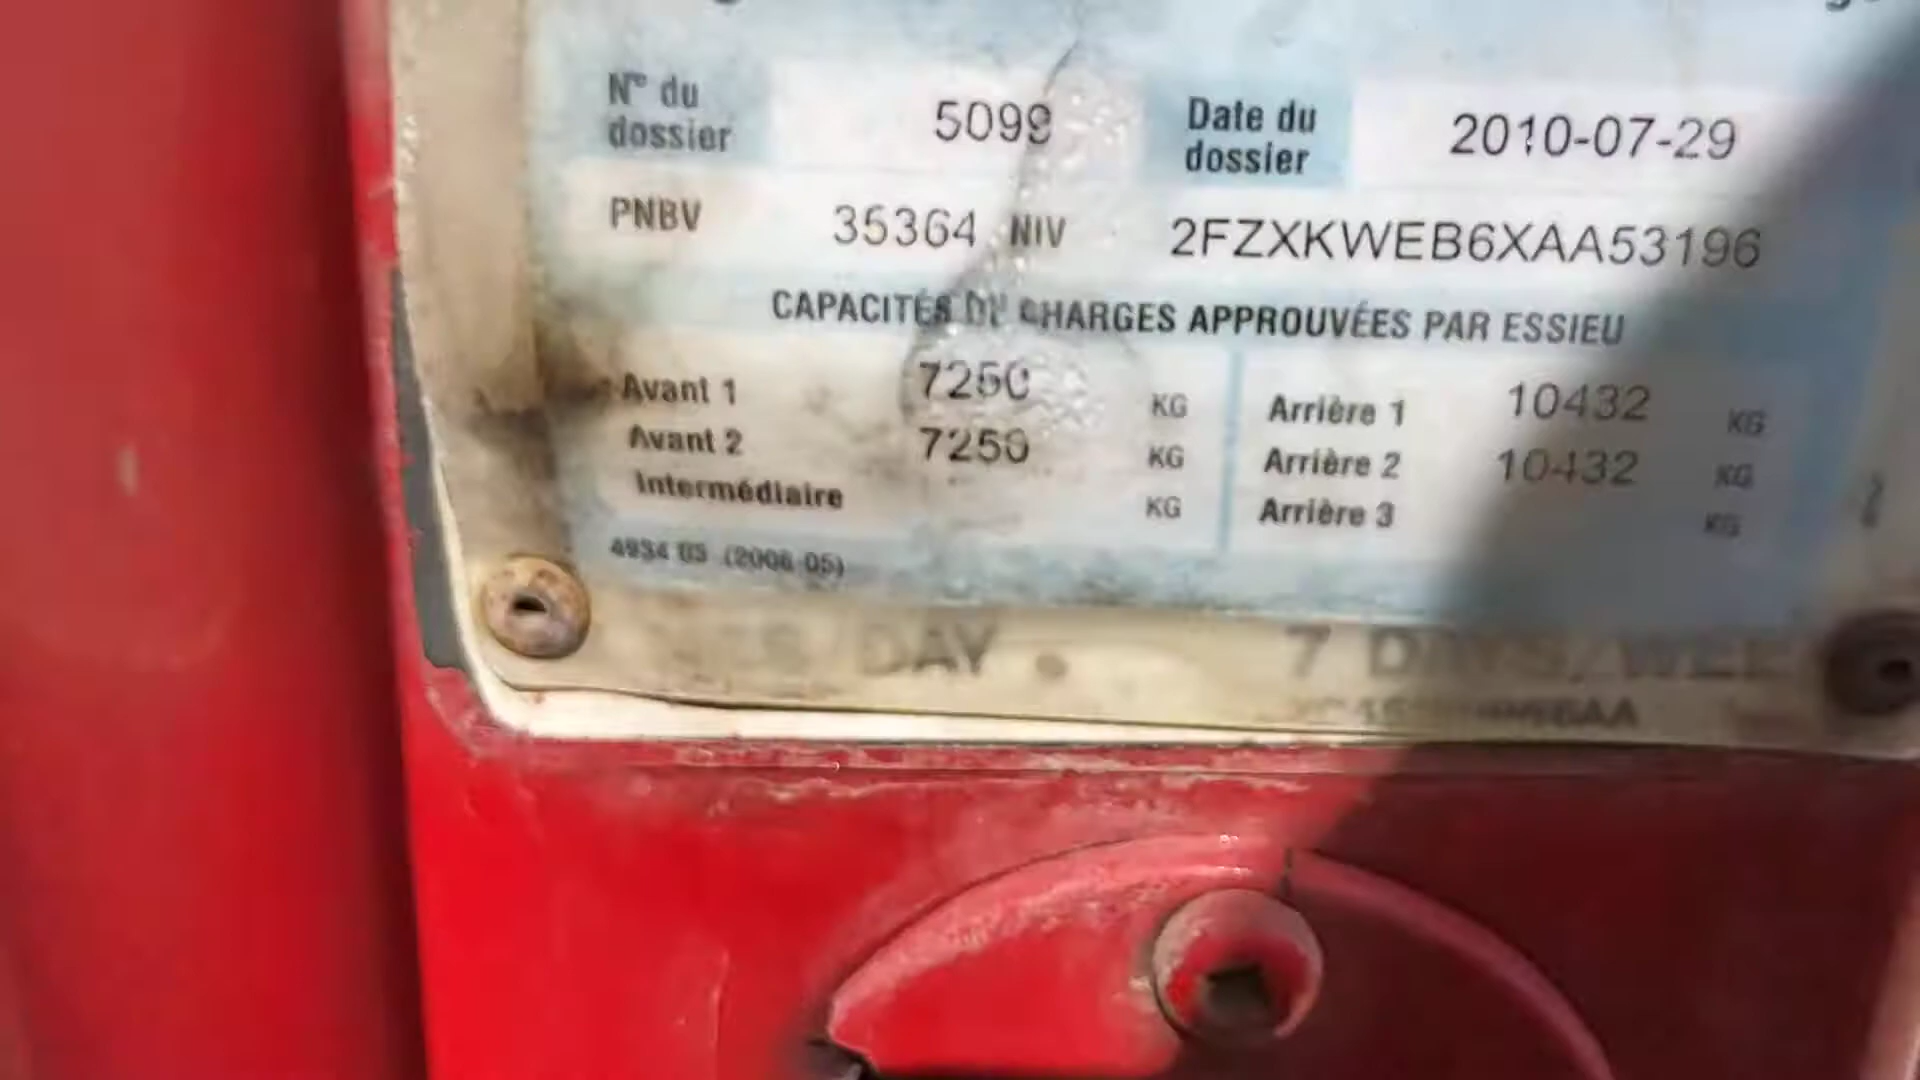 N° du dossier 5099 Date du dossier 2010-07-29
PNBV 35364 NIV 2FZXKWEB6XAA53196
CAPACITÉS DE CHARGES APPROUVÉES PAR ESSIEU
Avant 1 7250 KG Arrière 1 10432 KG
Avant 2 7250 KG Arrière 2 10432 KG
Intermédiaire KG Arrière 3 KG
(2006 05)
/DAY 7 DAYS/WEE